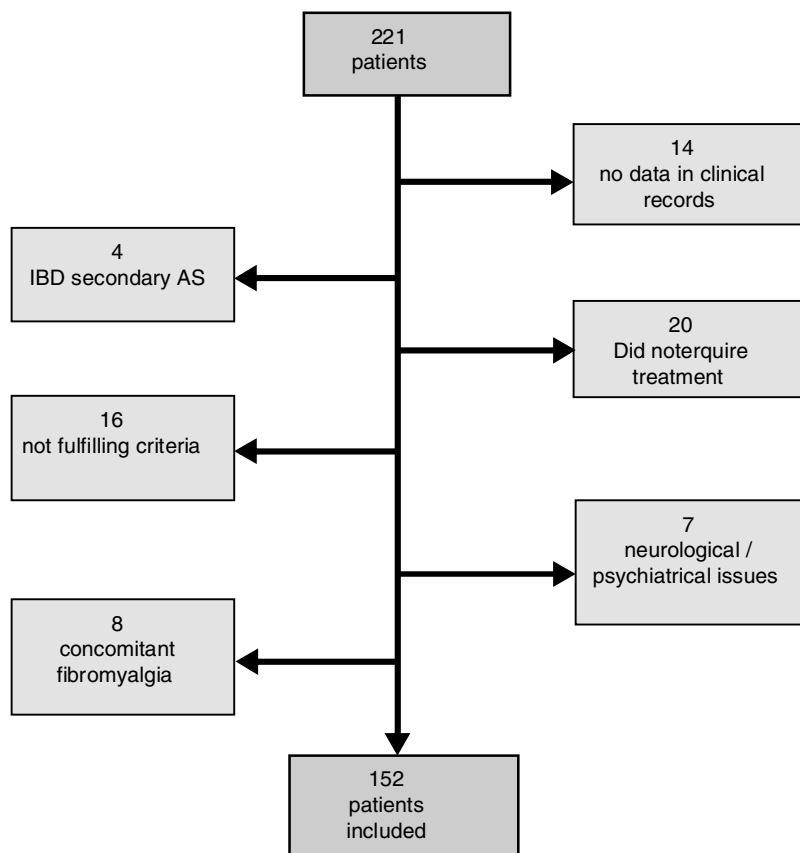 221
patients
14
no data in clinical
records
4
IBD secondary AS
20
Did noterquire
treatment
16
not fulfilling criteria
7
neurological /
psychiatrical issues
8
concomitant
fibromyalgia
152
patients
included